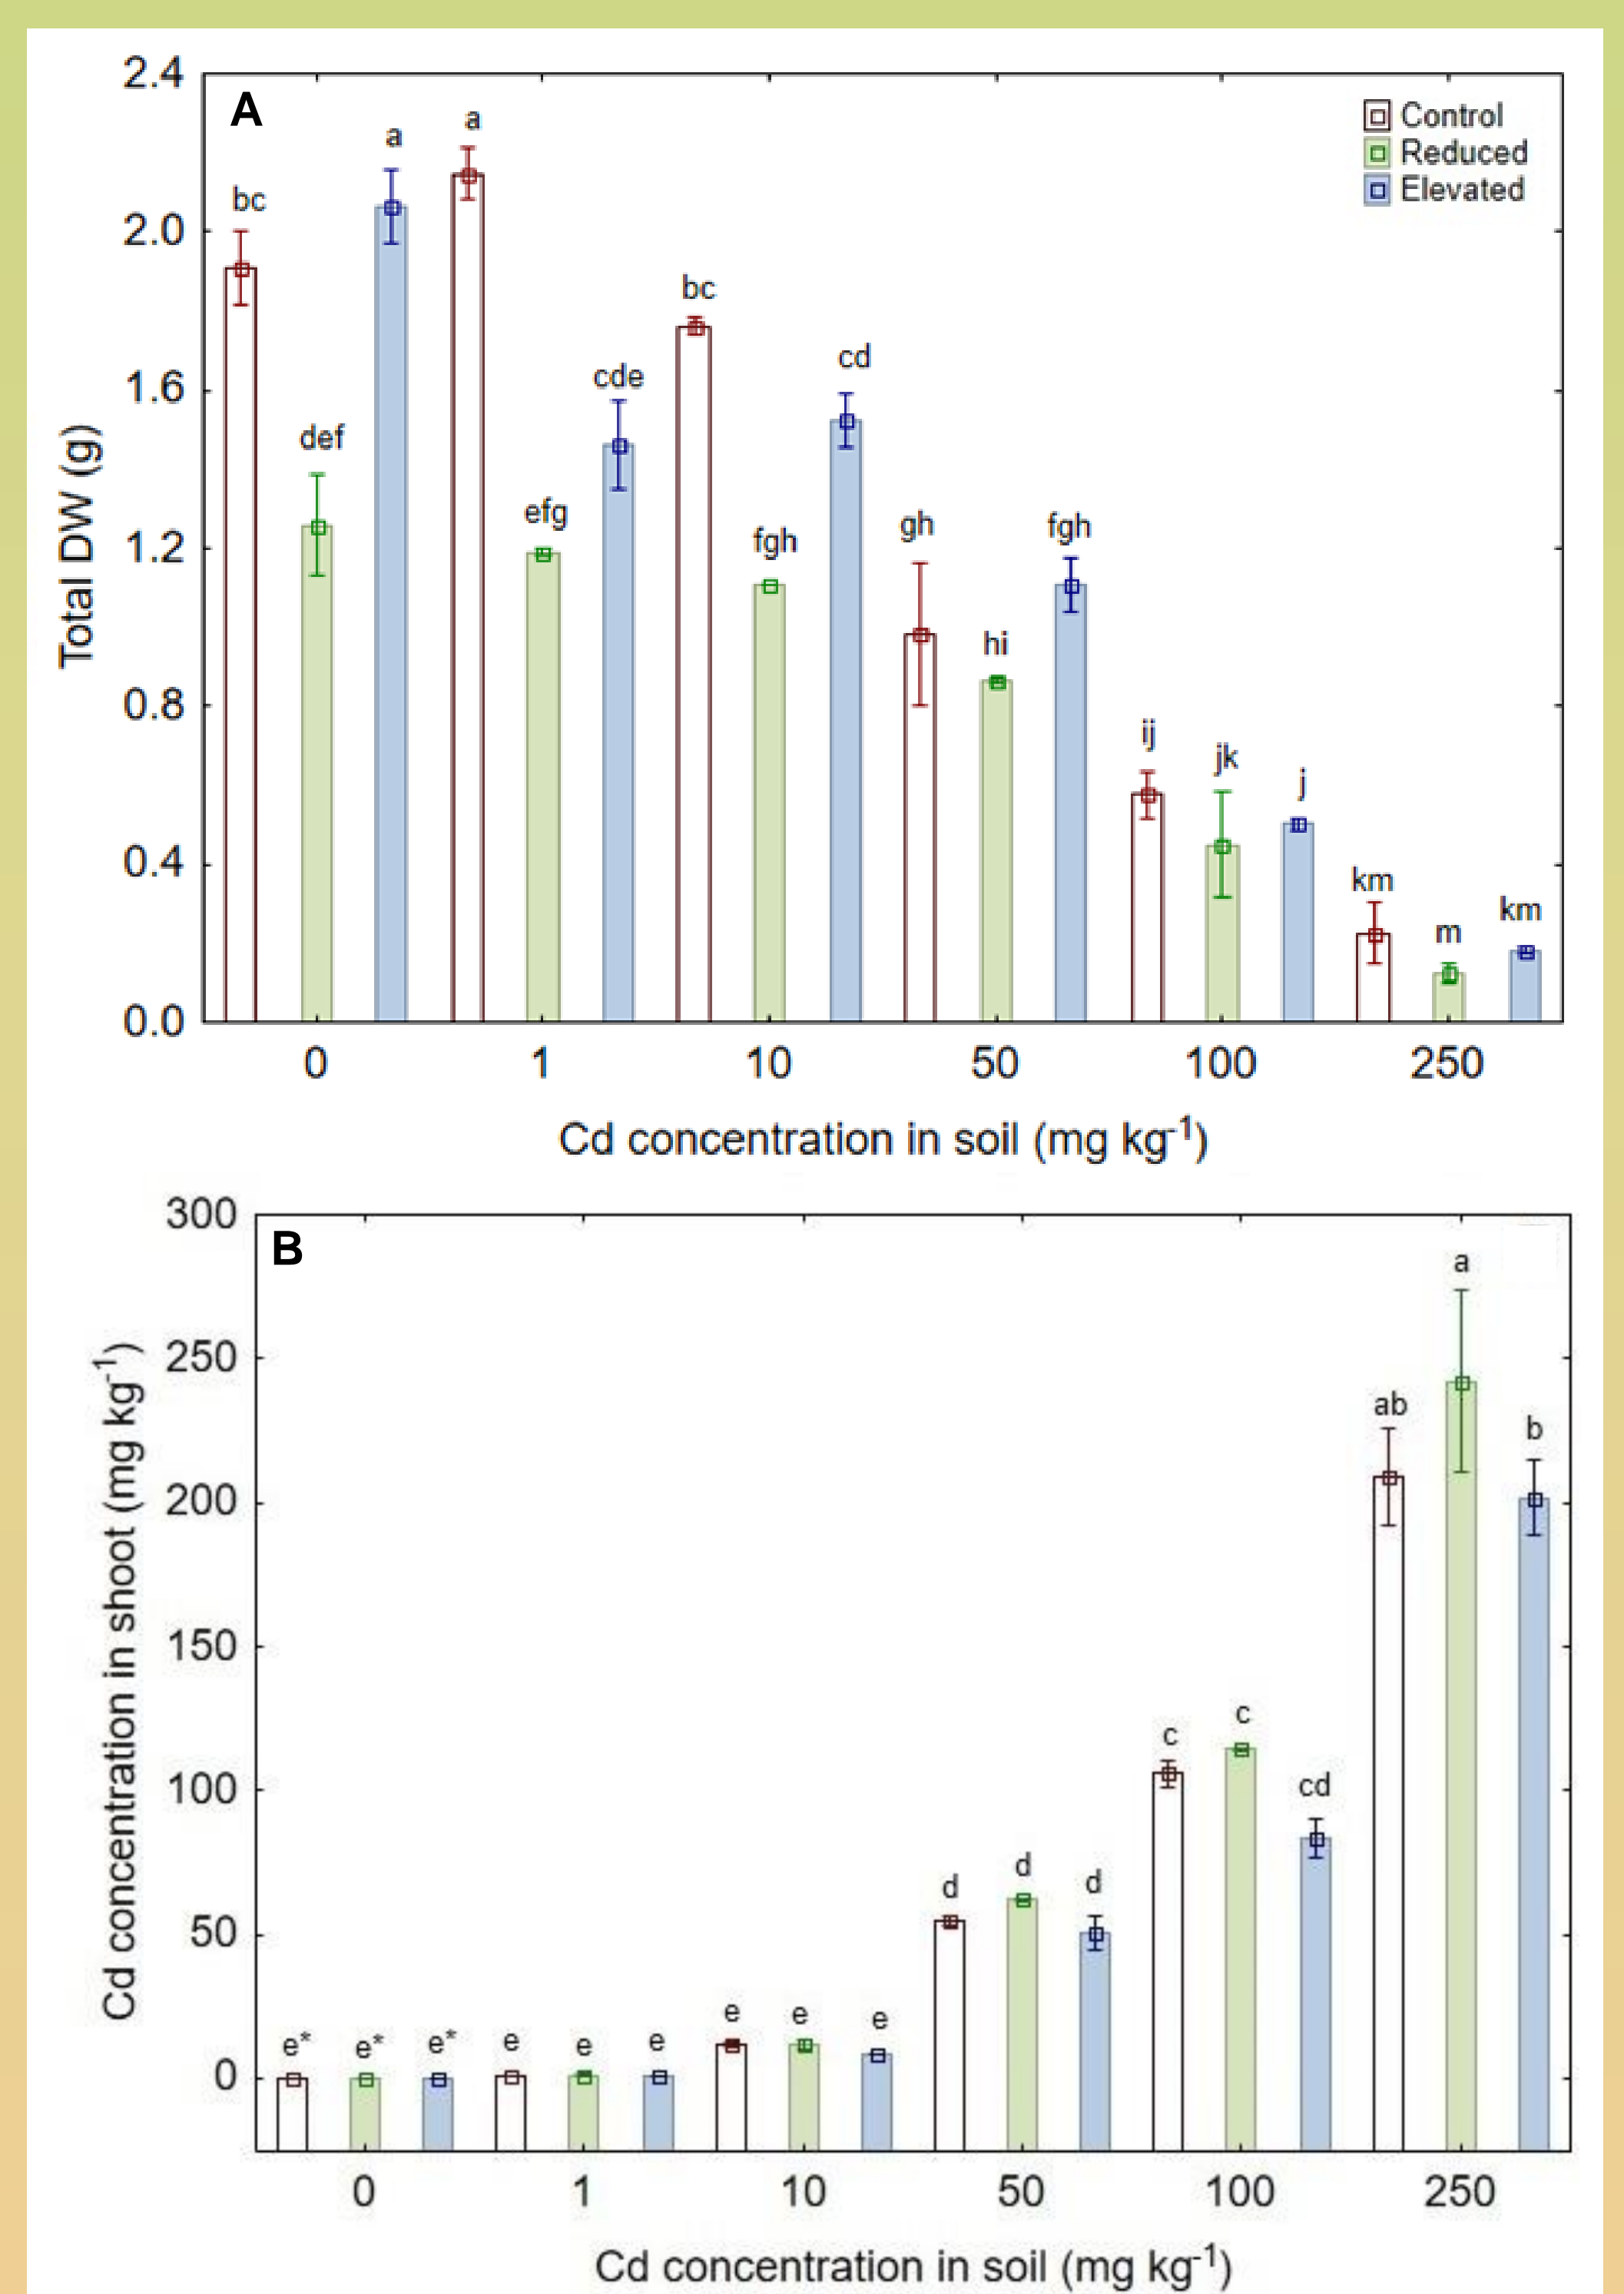 2.4
A
a
a
Control
Reduced
Elevated
bc
2.0
bc
cd
cde
1.6
def
efg
fgh
gh
fgh
1.2
hi
Total DW (g)
0.8
ij
jk
j
0.4
km
km
m
0.0
0 1 10 50 100 250
Cd concentration in soil (mg kg-1)
300
B
a
250
ab
b
200
150
c
c
100
cd
d
d
d
50
e
e
e
e*
e*
e*
e
e
e
0
Cd concentration in shoot (mg kg-1)
0 1 10 50 100 250
Cd concentration in soil (mg kg-1)